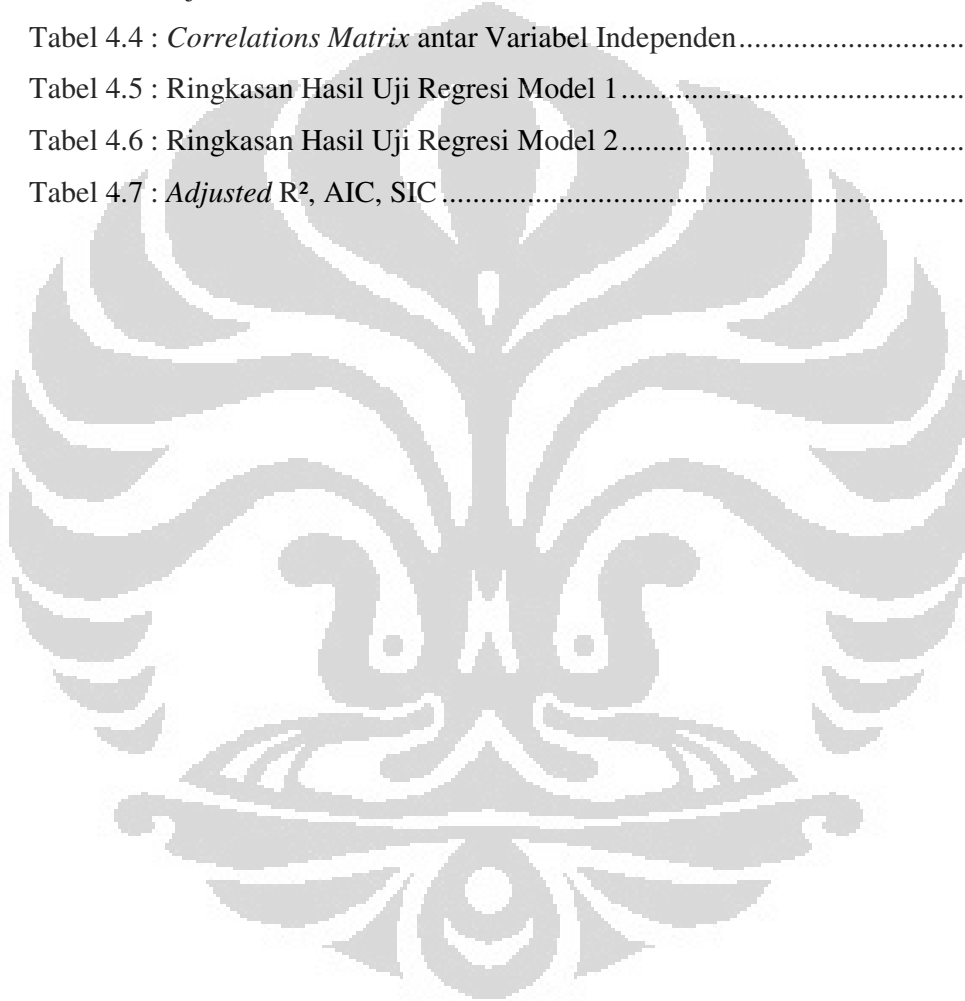 Tabel 4.4 : Correlations Matrix antar Variabel Independen....................................
Tabel 4.5 : Ringkasan Hasil Uji Regresi Model 1....................................................
Tabel 4.6 : Ringkasan Hasil Uji Regresi Model 2....................................................
Tabel 4.7 : Adjusted R², AIC, SIC...........................................................................